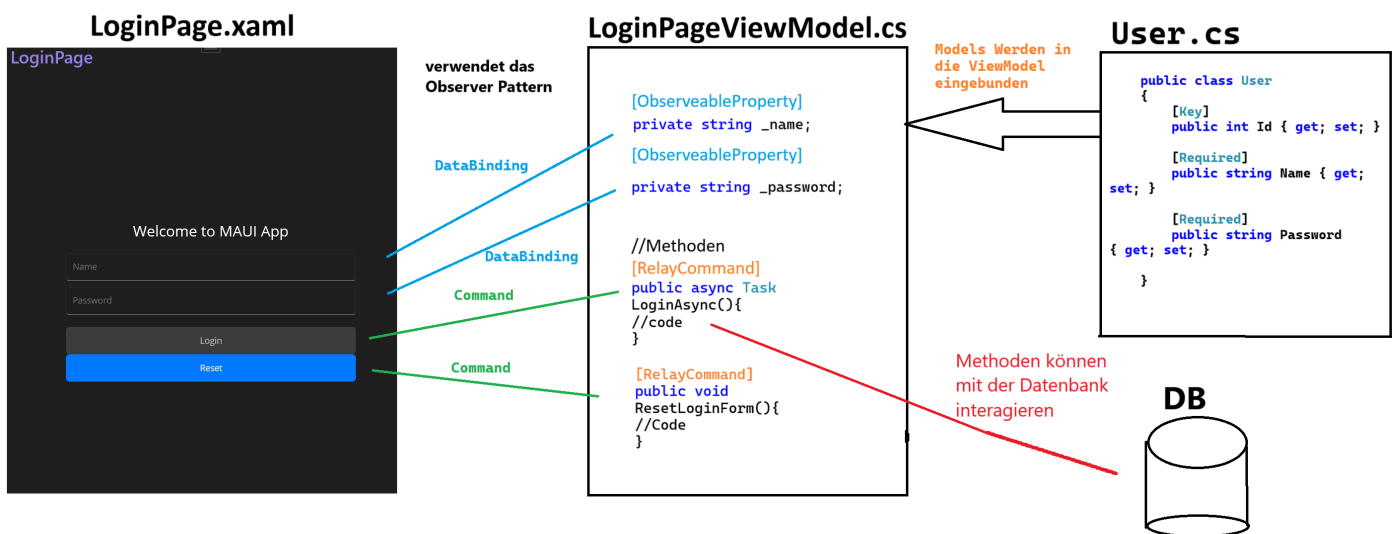 LoginPage.xaml
LoginPage
Welcome to MAUI App
Name
Password
Login
Reset
verwendet das
Observer Pattern
DataBinding
DataBinding
Command
Command
LoginPageViewModel.cs
[ObserveableProperty]
private string _name;
[ObserveableProperty]
private string _password;
//Methoden
[RelayCommand]
public async Task
LoginAsync(){
//code
}
[RelayCommand]
public void
ResetLoginForm(){
//Code
}
Models Werden in
die ViewModel
eingebunden
User.cs
public class User
{
[Key]
public int Id { get; set; }
[Required]
public string Name { get;
set; }
[Required]
public string Password
{ get; set; }
}
Methoden können
mit der Datenbank
interagieren
DB